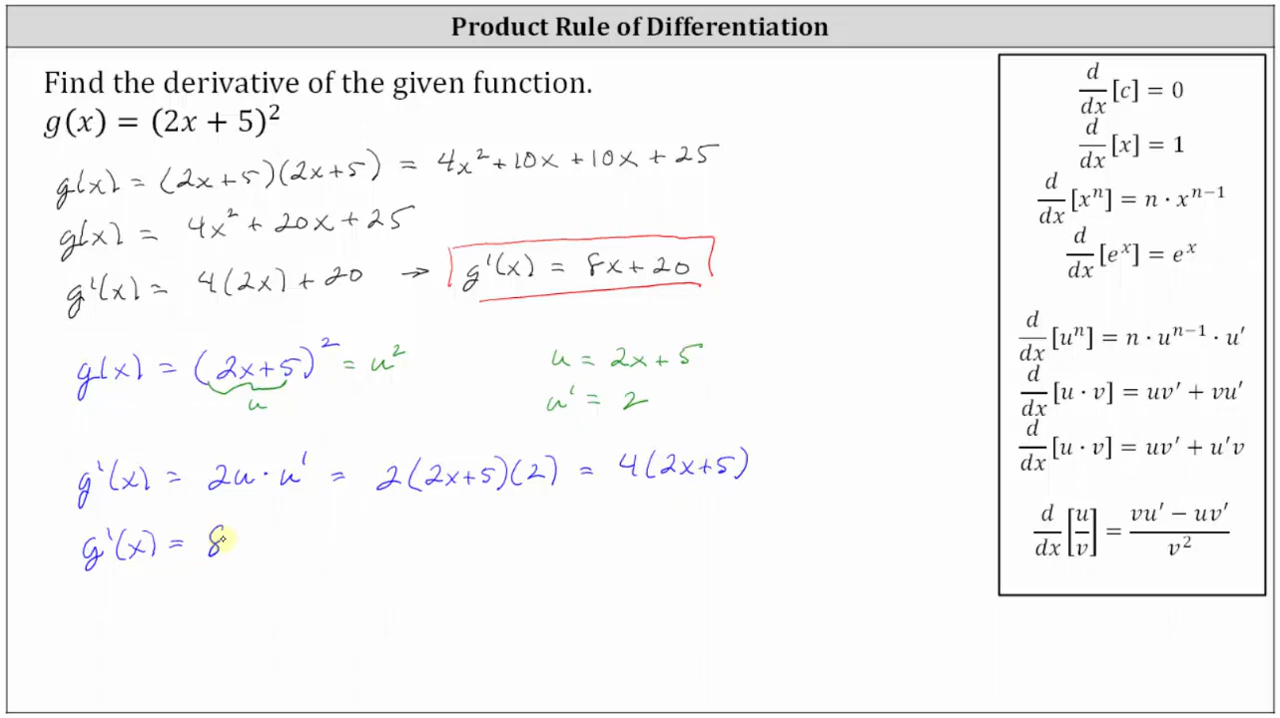 Product Rule of Differentiation
Find the derivative of the given function.
g(x) = (2x + 5)²
g(x) = (2x+5)(2x+5) = 4x² + 10x + 10x + 25
g(x) = 4x² + 20x + 25
g'(x) = 4(2x) + 20 → g'(x) = 8x + 20
g(x) = (2x+5)² = u²
u
u = 2x + 5
u' = 2
g'(x) = 2u · u' = 2(2x+5)(2) = 4(2x+5)
g'(x) = 8
d/dx [c] = 0
d/dx [x] = 1
d/dx [xⁿ] = n · xⁿ⁻¹
d/dx [eˣ] = eˣ
d/dx [uⁿ] = n · uⁿ⁻¹ · u'
d/dx [u · v] = uv' + vu'
d/dx [u · v] = uv' + u'v
d/dx [u/v] = (vu' − uv')/v²